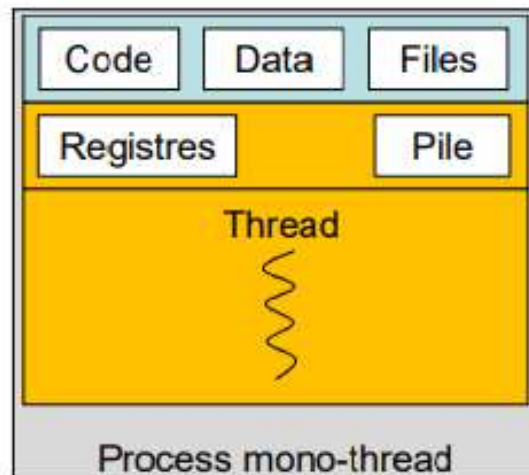 Code Data Files
Registres Pile
Thread
Process mono-thread